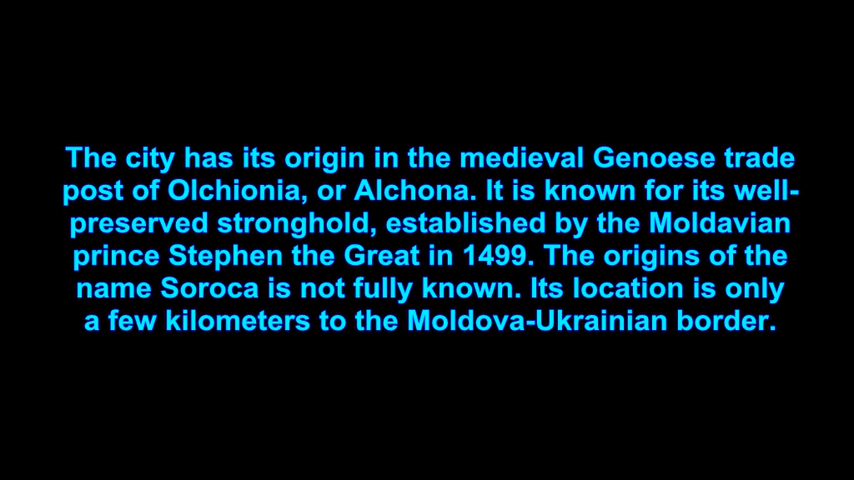 The city has its origin in the medieval Genoese trade
post of Olchionia, or Alchona. It is known for its well-
preserved stronghold, established by the Moldavian
prince Stephen the Great in 1499. The origins of the
name Soroca is not fully known. Its location is only
a few kilometers to the Moldova-Ukrainian border.